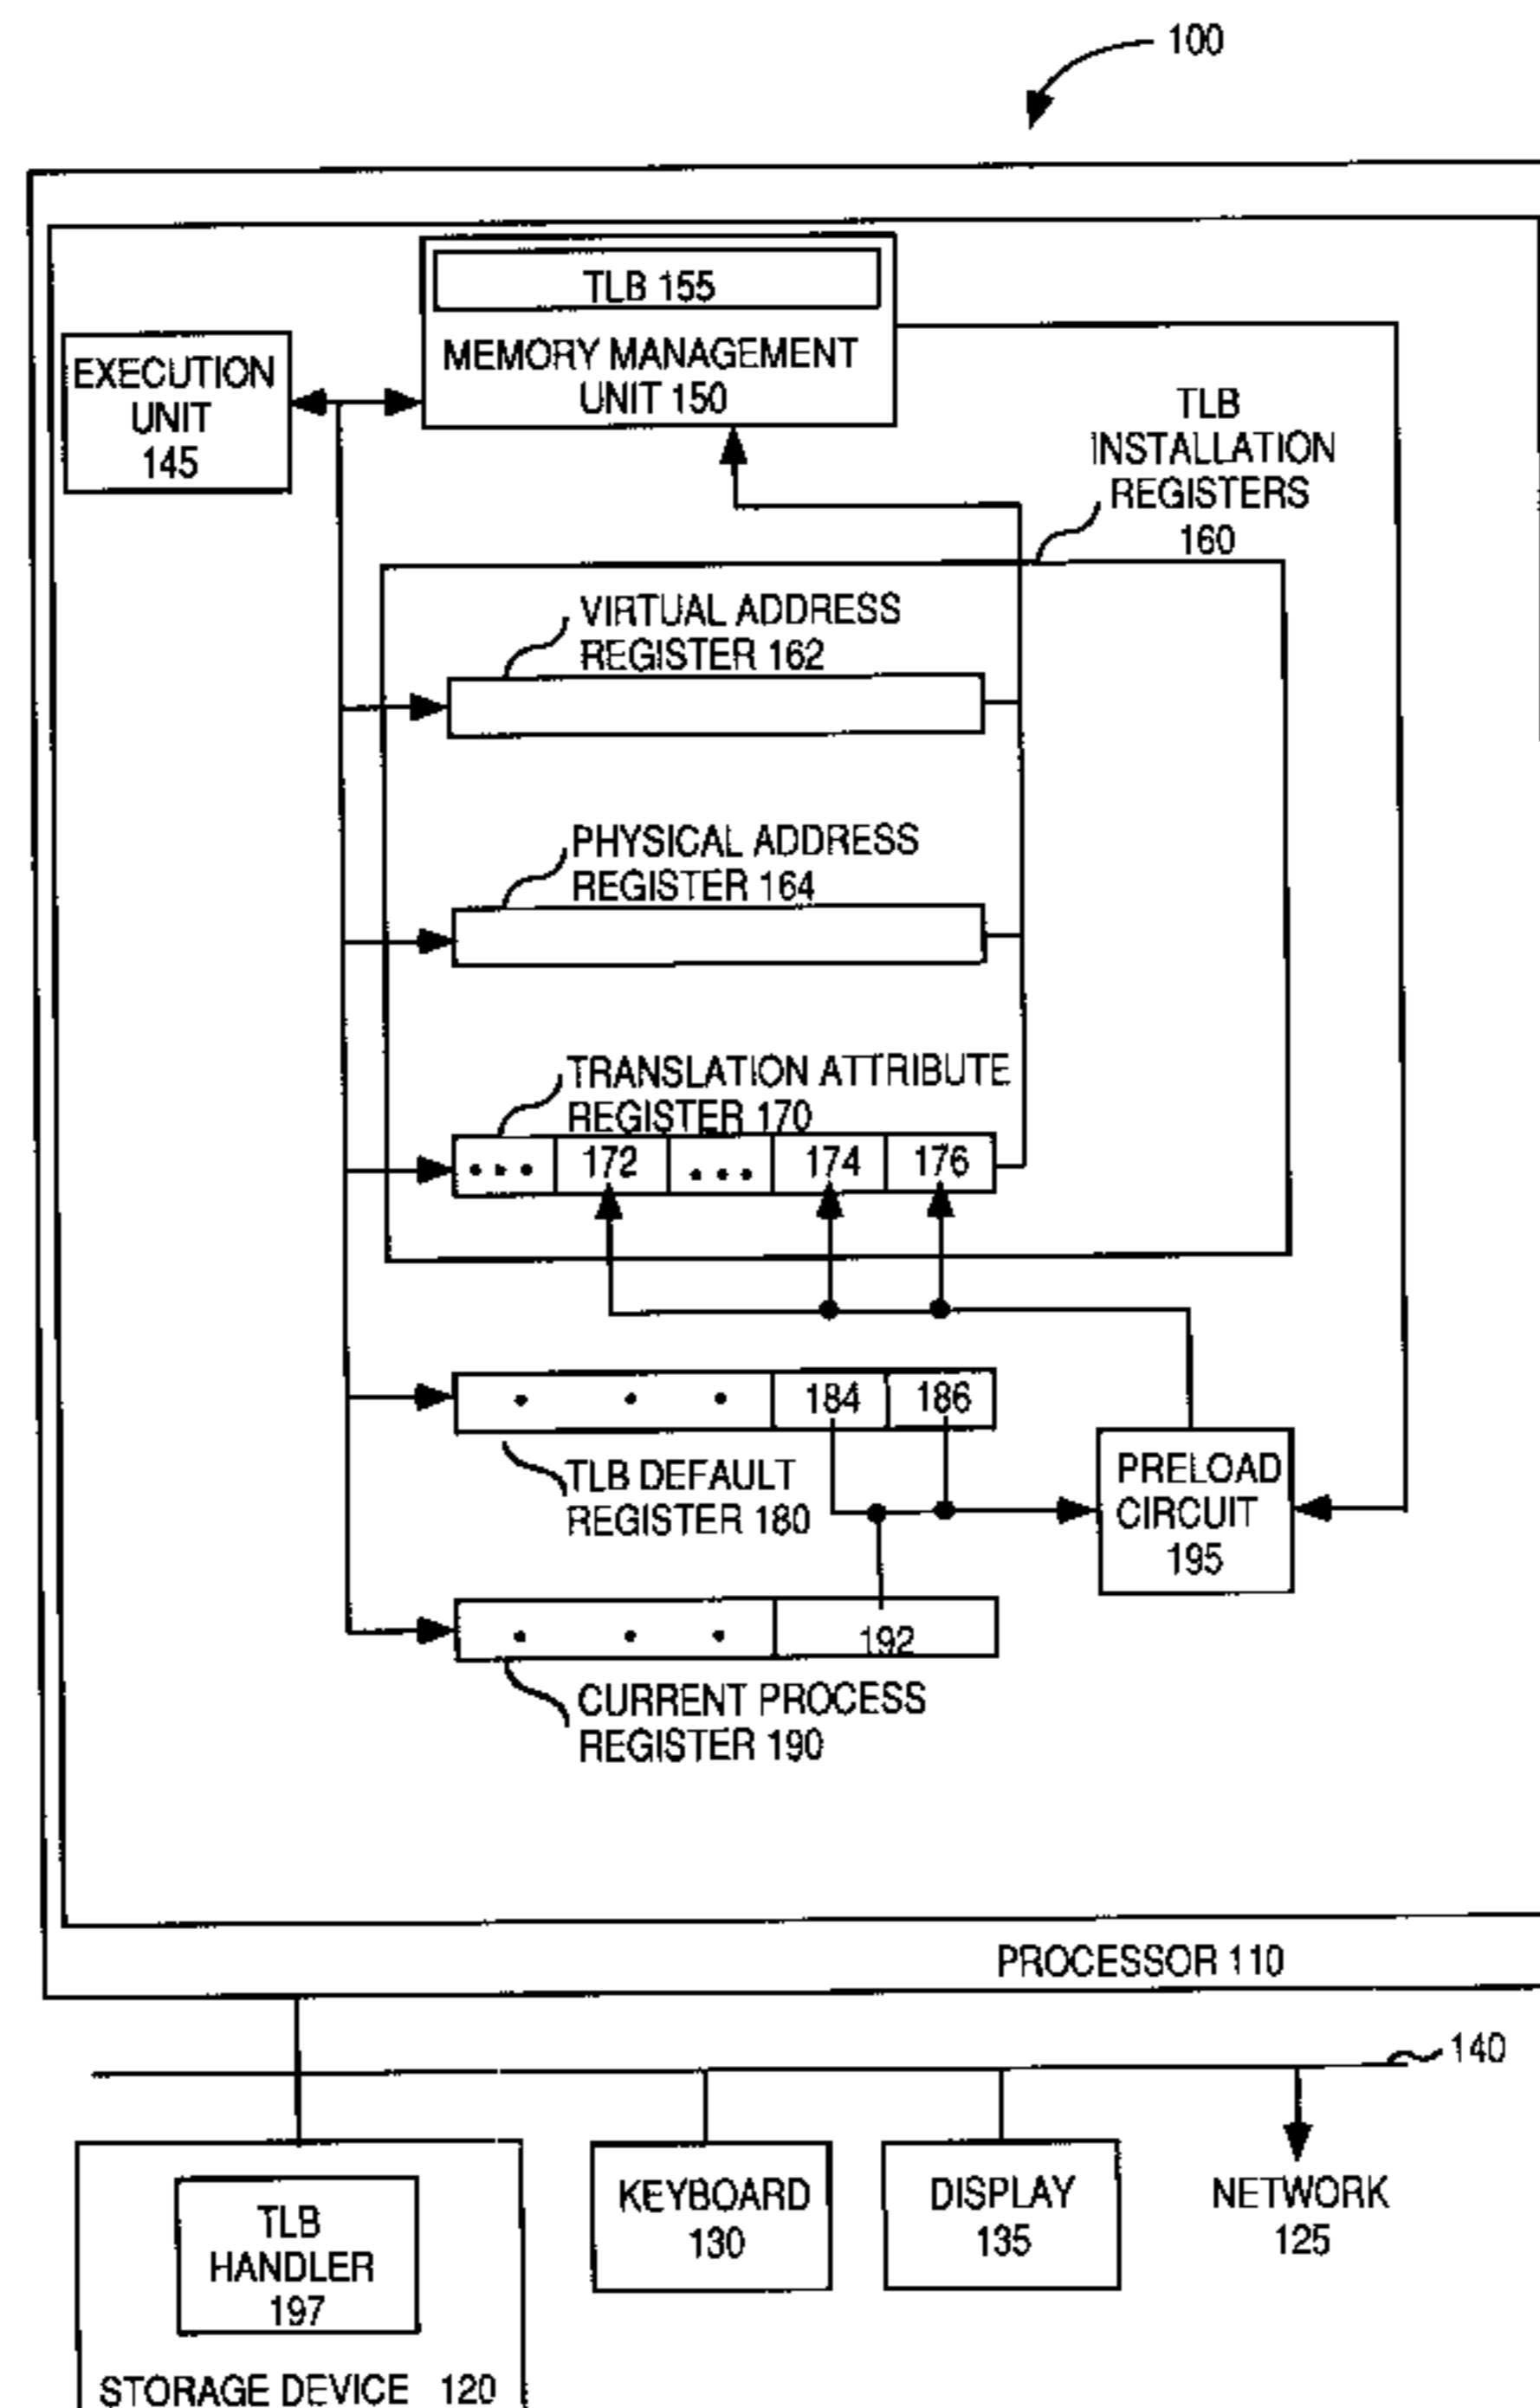 100
TLB 155
MEMORY MANAGEMENT
UNIT 150
EXECUTION
UNIT
145
TLB
INSTALLATION
REGISTERS
160
VIRTUAL ADDRESS
REGISTER 162
PHYSICAL ADDRESS
REGISTER 164
TRANSLATION ATTRIBUTE
REGISTER 170
• • • 172 • • • 174 176
• • • 184 186
TLB DEFAULT
REGISTER 180
PRELOAD
CIRCUIT
195
• • • 192
CURRENT PROCESS
REGISTER 190
PROCESSOR 110
140
TLB
HANDLER
197
STORAGE DEVICE 120
KEYBOARD
130
DISPLAY
135
NETWORK
125